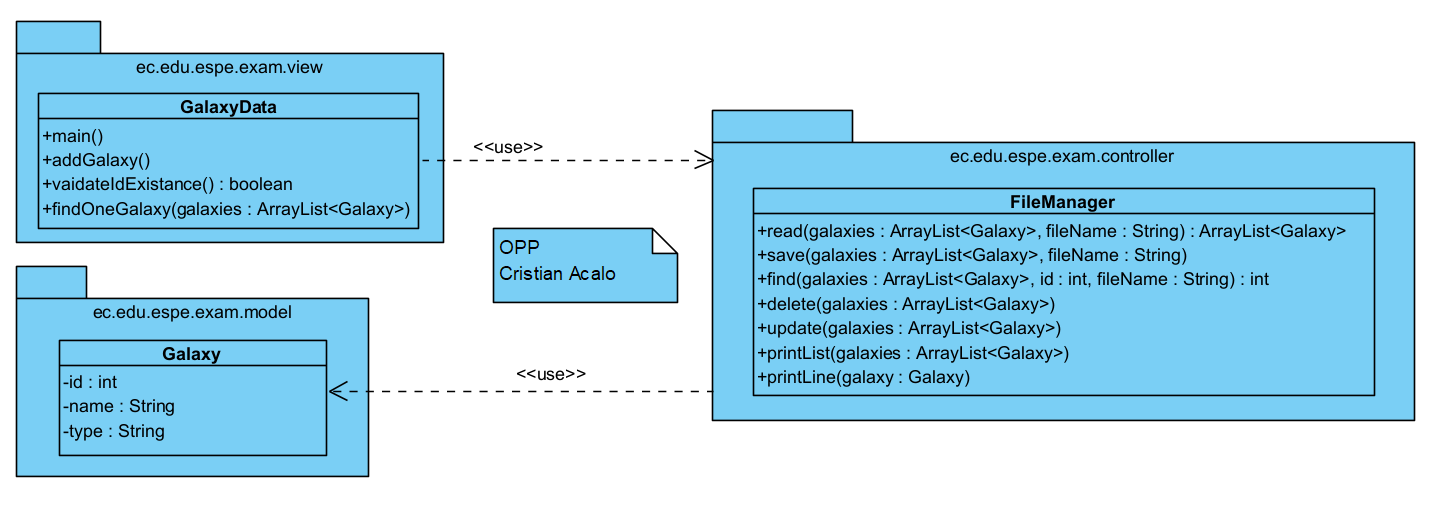 ec.edu.espe.exam.view
GalaxyData
+main()
+addGalaxy()
+vaidateIdExistance() : boolean
+findOneGalaxy(galaxies : ArrayList<Galaxy>)
<<use>>
ec.edu.espe.exam.controller
FileManager
+read(galaxies : ArrayList<Galaxy>, fileName : String) : ArrayList<Galaxy>
+save(galaxies : ArrayList<Galaxy>, fileName : String)
+find(galaxies : ArrayList<Galaxy>, id : int, fileName : String) : int
+delete(galaxies : ArrayList<Galaxy>)
+update(galaxies : ArrayList<Galaxy>)
+printList(galaxies : ArrayList<Galaxy>)
+printLine(galaxy : Galaxy)
OPP
Cristian Acalo
ec.edu.espe.exam.model
Galaxy
-id : int
-name : String
-type : String
<<use>>